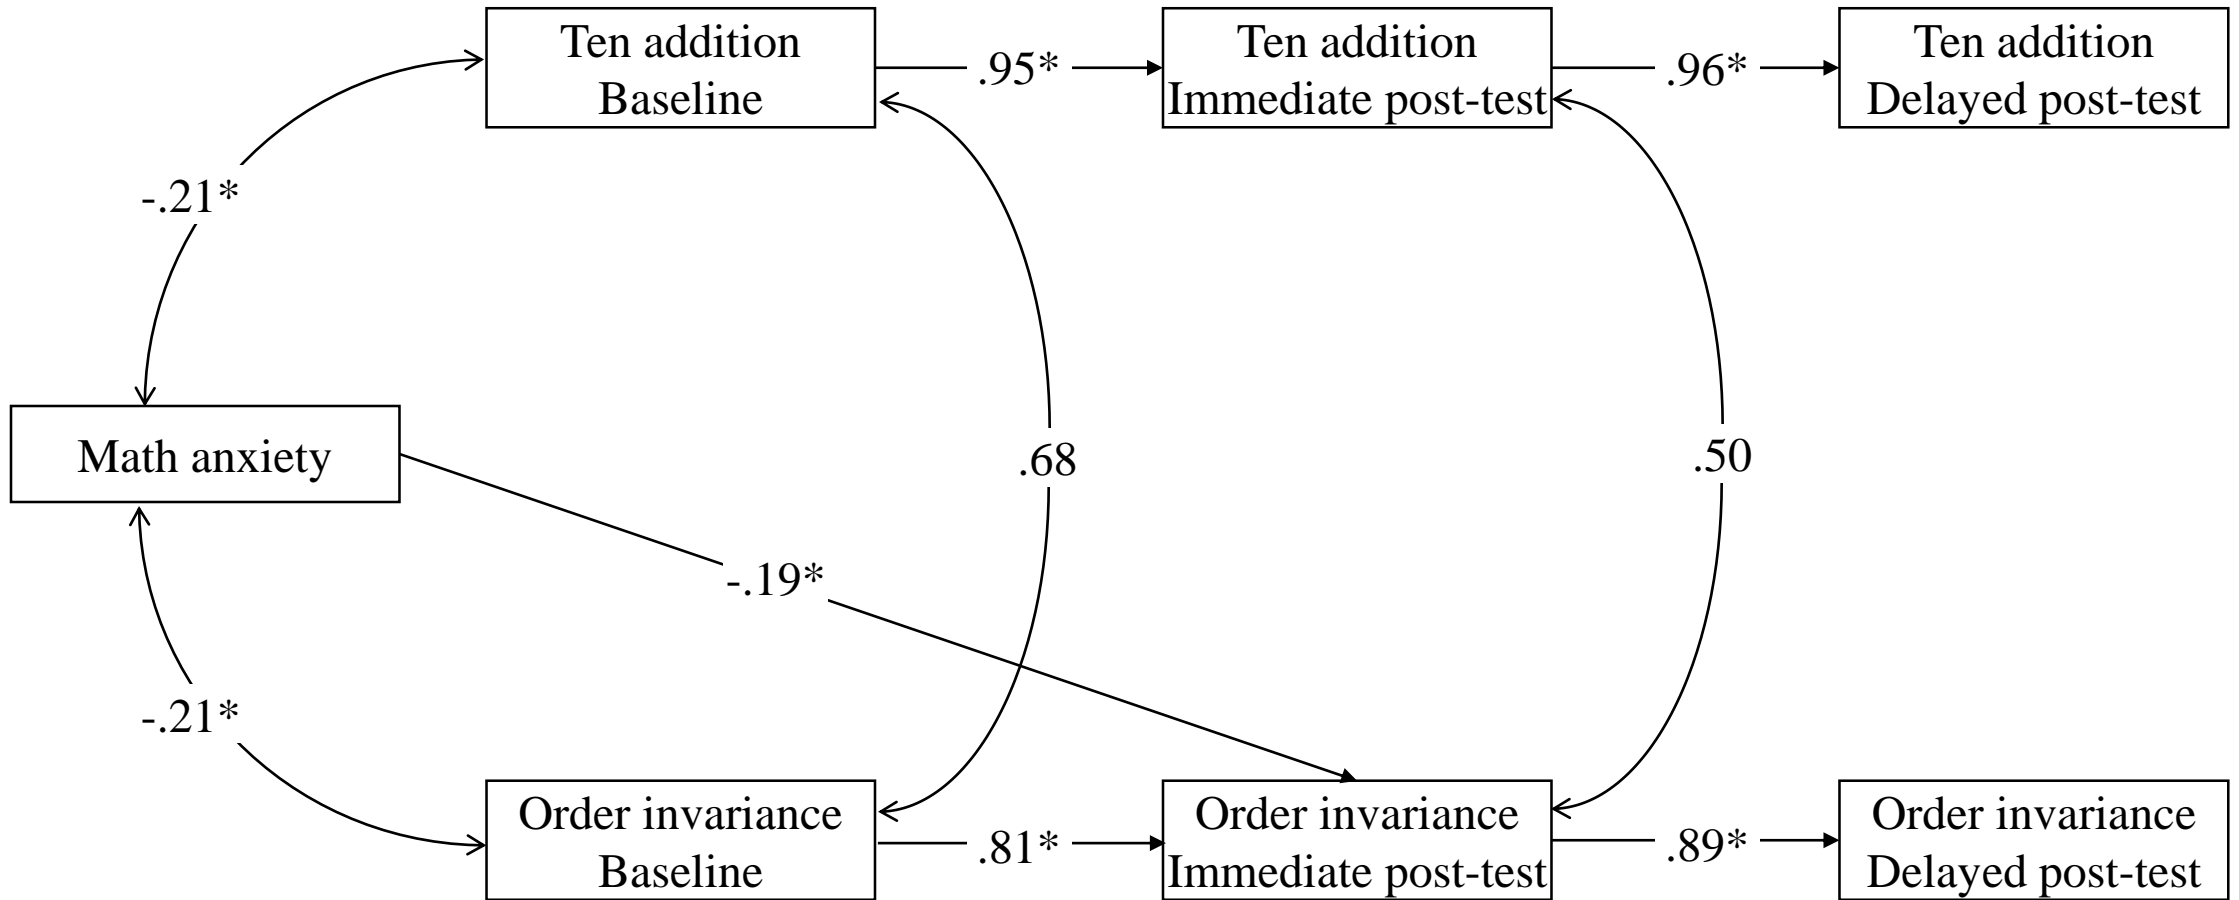 Ten addition
Baseline
.95*
Ten addition
Immediate post-test
.96*
Ten addition
Delayed post-test
-.21*
Math anxiety
.68
.50
-.19*
-.21*
Order invariance
Baseline
.81*
Order invariance
Immediate post-test
.89*
Order invariance
Delayed post-test